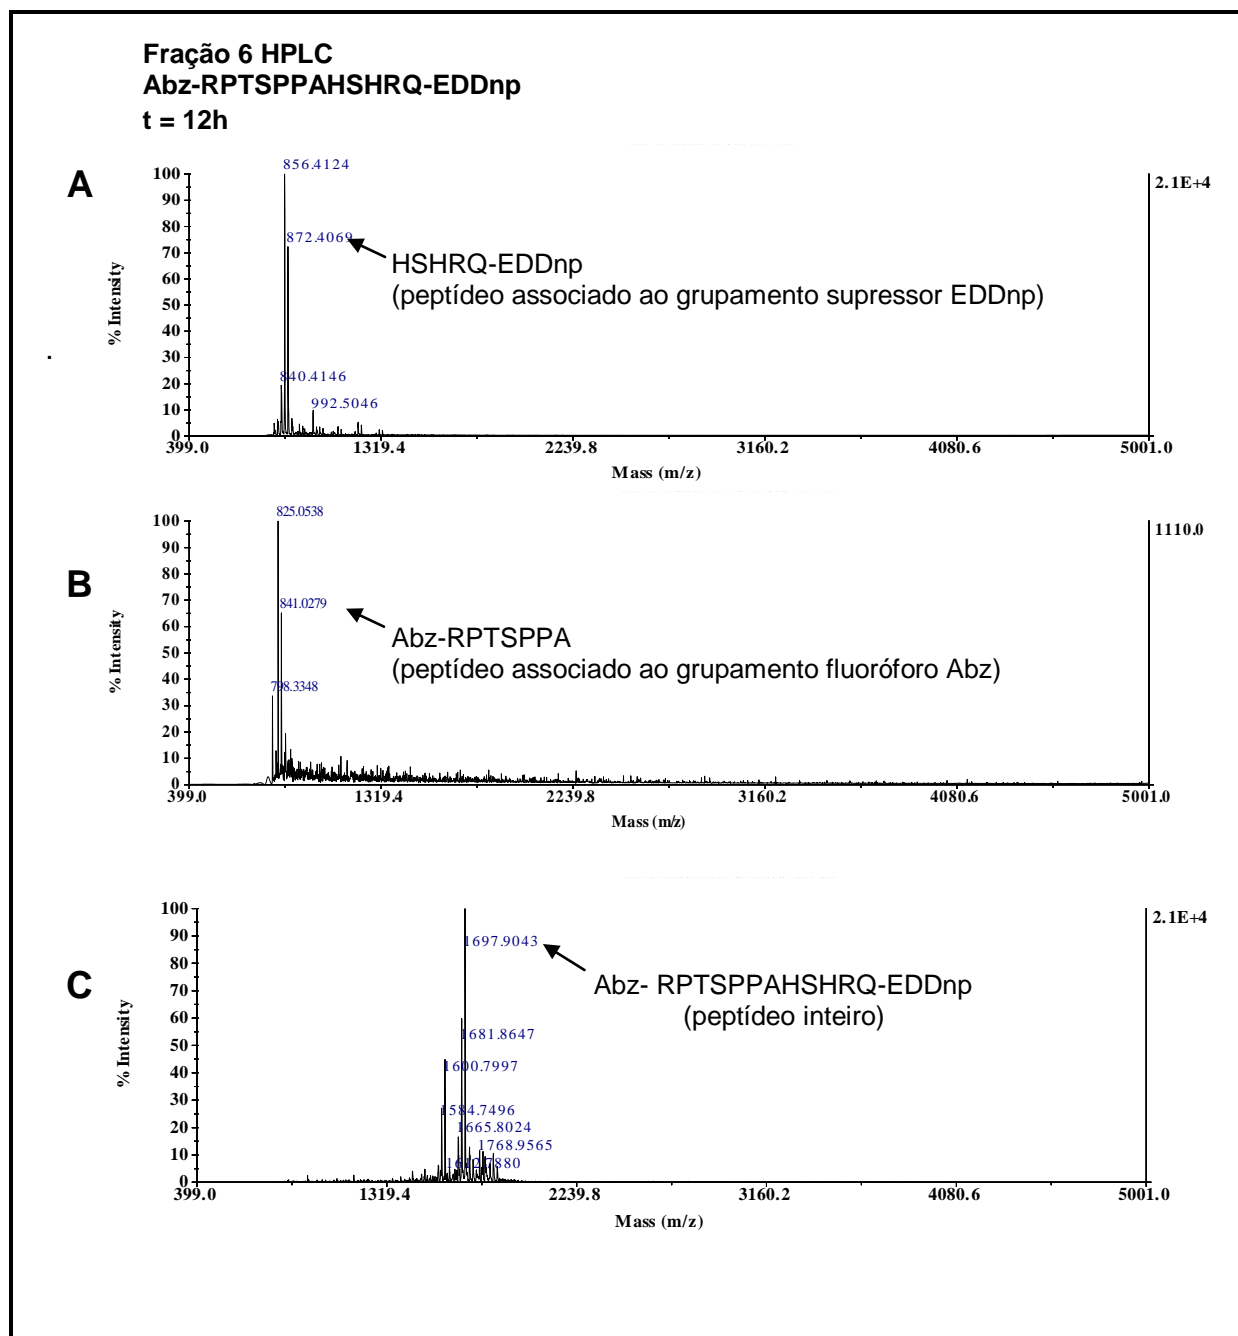 Fração 6 HPLC
Abz-RPTSPPAHSHRQ-EDDnp
t = 12h
A
% Intensity
100
90
80
70
60
50
40
30
20
10
0
856.4124
872.4069
840.4146
992.5046
2.1E+4
HSHRQ-EDDnp
(peptídeo associado ao grupamento supressor EDDnp)
.
399.0 1319.4 2239.8 3160.2 4080.6 5001.0
Mass (m/z)
B
% Intensity
100
90
80
70
60
50
40
30
20
10
0
825.0538
841.0279
798.3348
1110.0
Abz-RPTSPPA
(peptídeo associado ao grupamento fluoróforo Abz)
399.0 1319.4 2239.8 3160.2 4080.6 5001.0
Mass (m/z)
C
% Intensity
100
90
80
70
60
50
40
30
20
10
0
1697.9043
1681.8647
1600.7997
1584.7496
1665.8024
1768.9565
2.1E+4
Abz- RPTSPPAHSHRQ-EDDnp
(peptídeo inteiro)
399.0 1319.4 2239.8 3160.2 4080.6 5001.0
Mass (m/z)